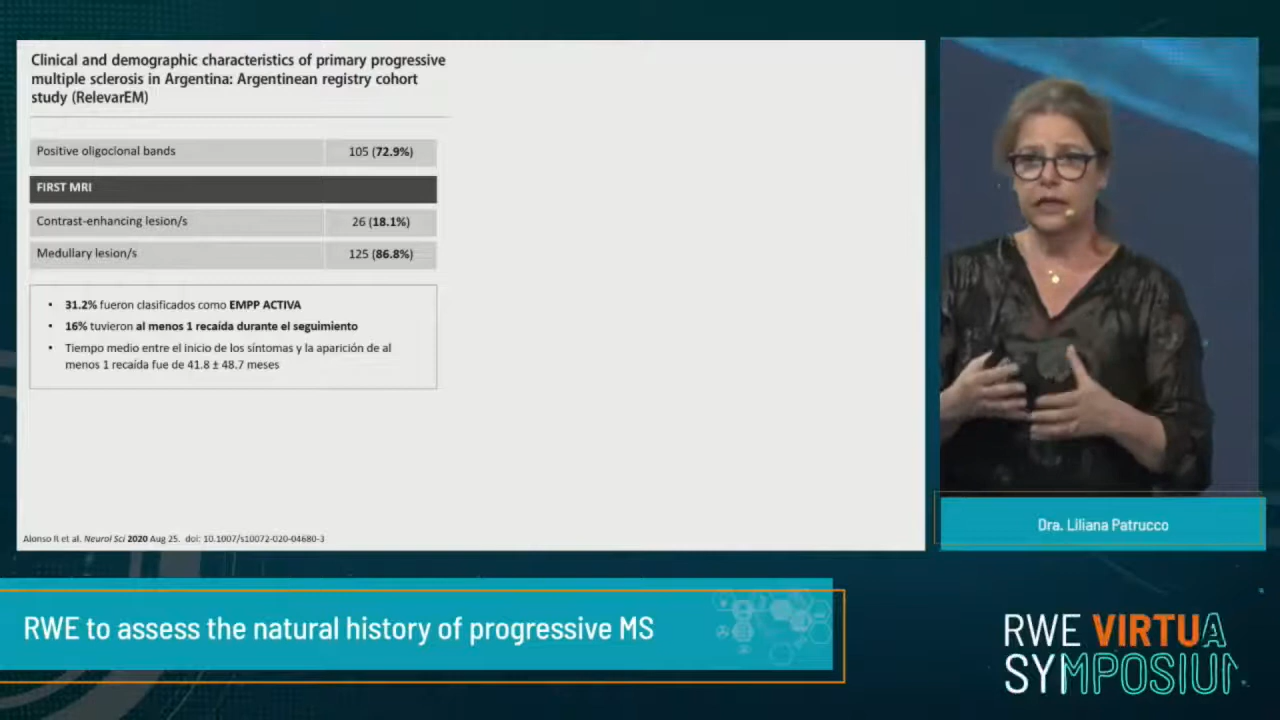 Clinical and demographic characteristics of primary progressive
multiple sclerosis in Argentina: Argentinean registry cohort
study (RelevarEM)
Positive oligoclonal bands 105 (72.9%)
FIRST MRI
Contrast-enhancing lesion/s 26 (18.1%)
Medullary lesion/s 125 (86.8%)
• 31.2% fueron clasificados como EMPP ACTIVA
• 16% tuvieron al menos 1 recaída durante el seguimiento
• Tiempo medio entre el inicio de los síntomas y la aparición de al
menos 1 recaída fue de 41.8 ± 48.7 meses
Alonso R et al. Neurol Sci 2020 Aug 25. doi: 10.1007/s10072-020-04680-3
Dra. Liliana Patrucco
RWE to assess the natural history of progressive MS
RWE VIRTUA
SYMPOSIUM